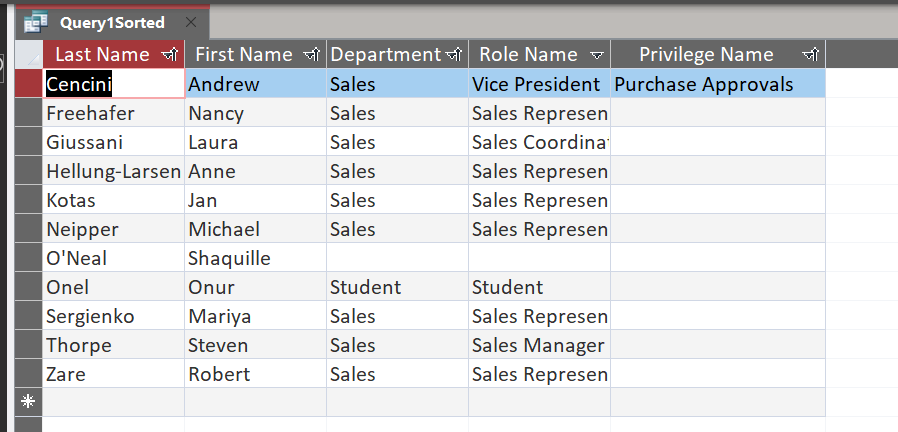 Query1Sorted
Last Name First Name Department Role Name Privilege Name
Cencini Andrew Sales Vice President Purchase Approvals
Freehafer Nancy Sales Sales Represen
Giussani Laura Sales Sales Coordina
Hellung-Larsen Anne Sales Sales Represen
Kotas Jan Sales Sales Represen
Neipper Michael Sales Sales Represen
O'Neal Shaquille
Onel Onur Student Student
Sergienko Mariya Sales Sales Represen
Thorpe Steven Sales Sales Manager
Zare Robert Sales Sales Represen